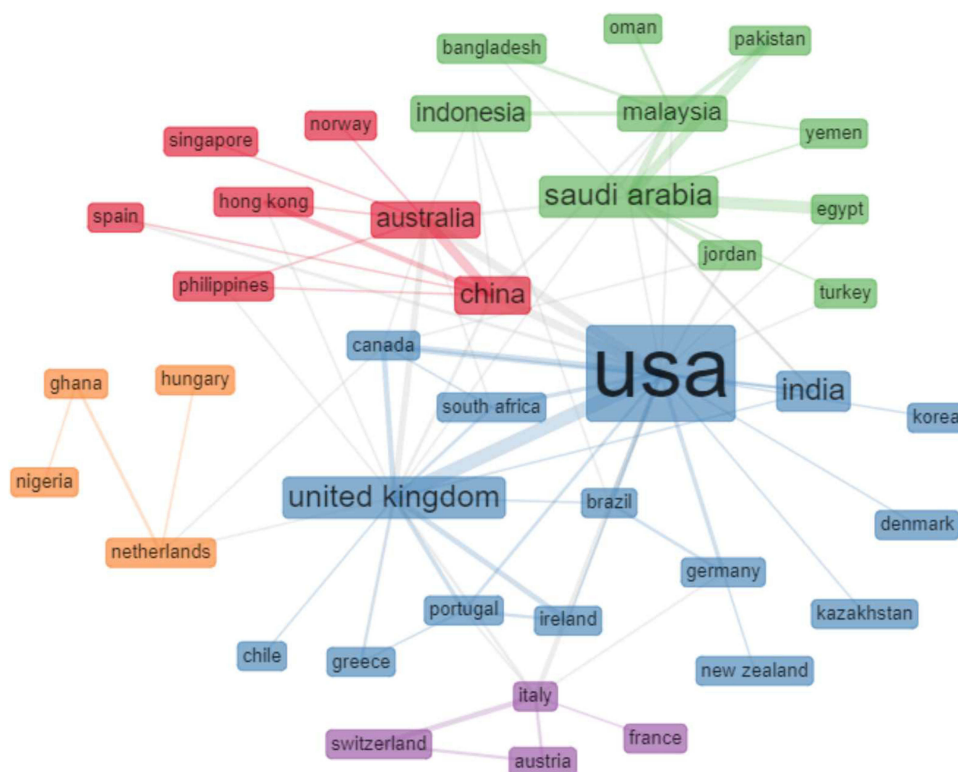 oman
pakistan
bangladesh
indonesia
malaysia
norway
yemen
singapore
saudi arabia
hong kong
egypt
spain
australia
jordan
philippines
china
turkey
canada
usa
ghana
hungary
india
south africa
korea
nigeria
united kingdom
brazil
denmark
netherlands
germany
portugal
kazakhstan
ireland
chile
greece
new zealand
italy
switzerland
france
austria